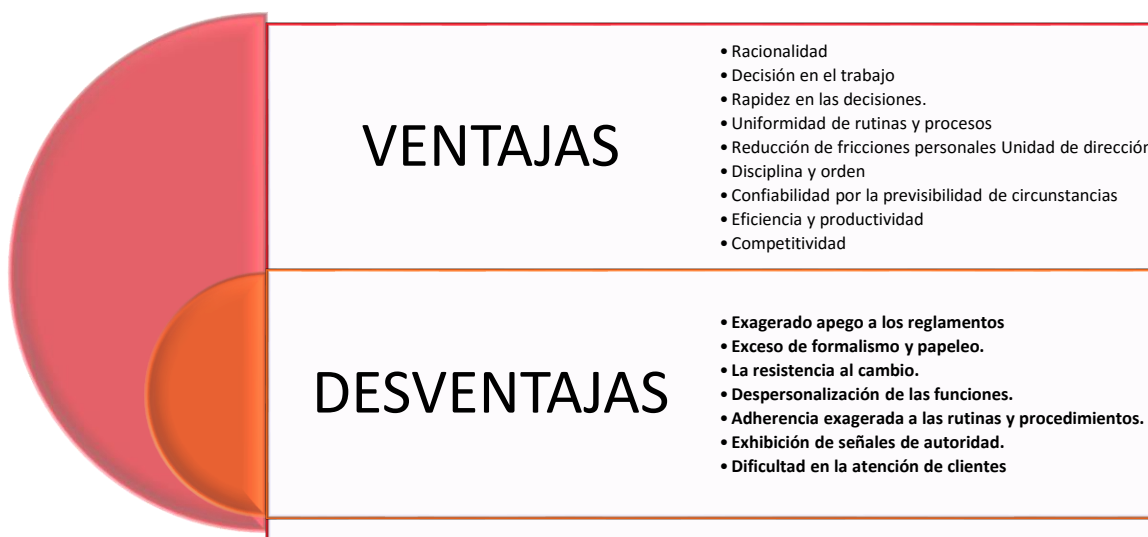 VENTAJAS
• Racionalidad
• Decisión en el trabajo
• Rapidez en las decisiones.
• Uniformidad de rutinas y procesos
• Reducción de fricciones personales Unidad de dirección
• Disciplina y orden
• Confiabilidad por la previsibilidad de circunstancias
• Eficiencia y productividad
• Competitividad
DESVENTAJAS
• Exagerado apego a los reglamentos
• Exceso de formalismo y papeleo.
• La resistencia al cambio.
• Despersonalización de las funciones.
• Adherencia exagerada a las rutinas y procedimientos.
• Exhibición de señales de autoridad.
• Dificultad en la atención de clientes